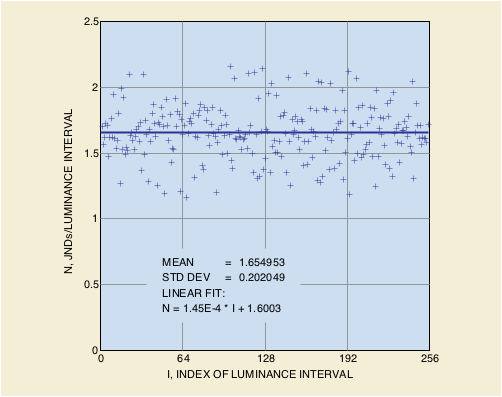 2.5
2
1.5
1
0.5
0
N, JNDs/LUMINANCE INTERVAL
MEAN = 1.654953
STD DEV = 0.202049
LINEAR FIT:
N = 1.45E-4 * I + 1.6003
0 64 128 192 256
I, INDEX OF LUMINANCE INTERVAL